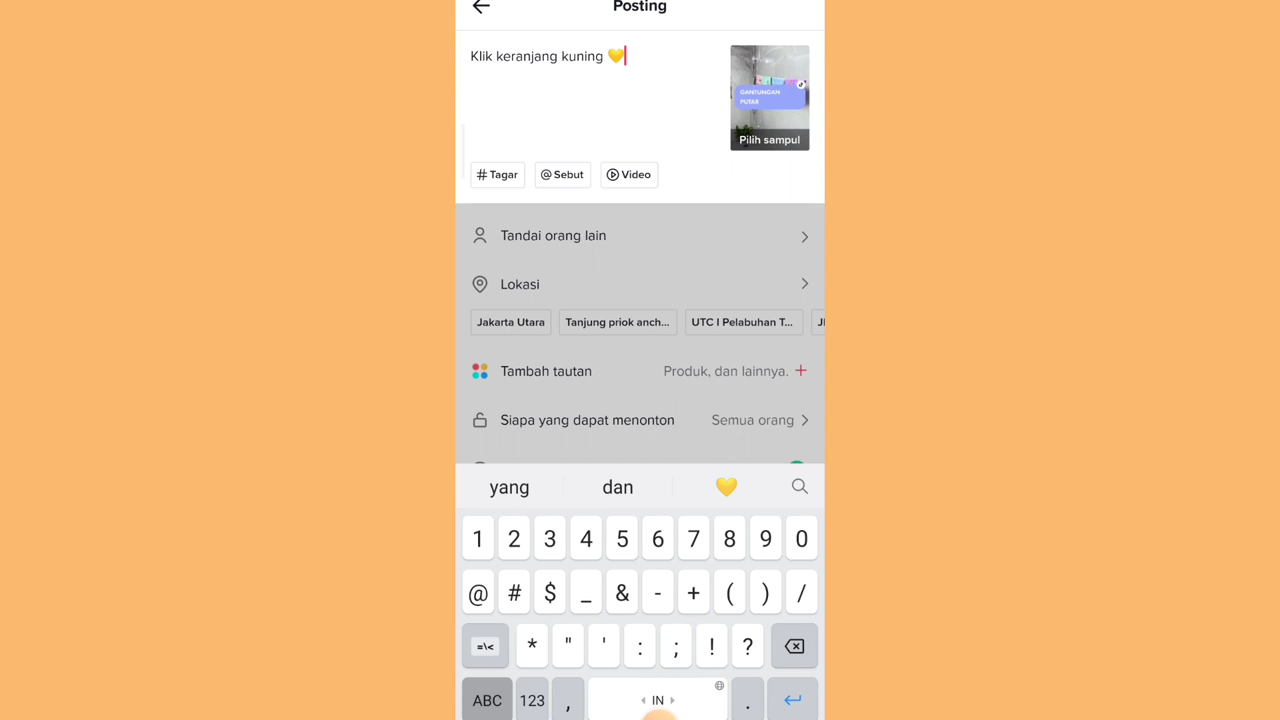 Posting
Klik keranjang kuning 💛
GANTUNGAN
PUTAR
Pilih sampul
# Tagar
@ Sebut
Video
Tandai orang lain
Lokasi
Jakarta Utara
Tanjung priok anch...
UTC I Pelabuhan T...
Tambah tautan
Produk, dan lainnya. +
Siapa yang dapat menonton
Semua orang
yang dan 💛
1 2 3 4 5 6 7 8 9 0
@ # $ _ & - + ( ) /
=\< * " ' : ; ! ?
ABC 123 , IN .